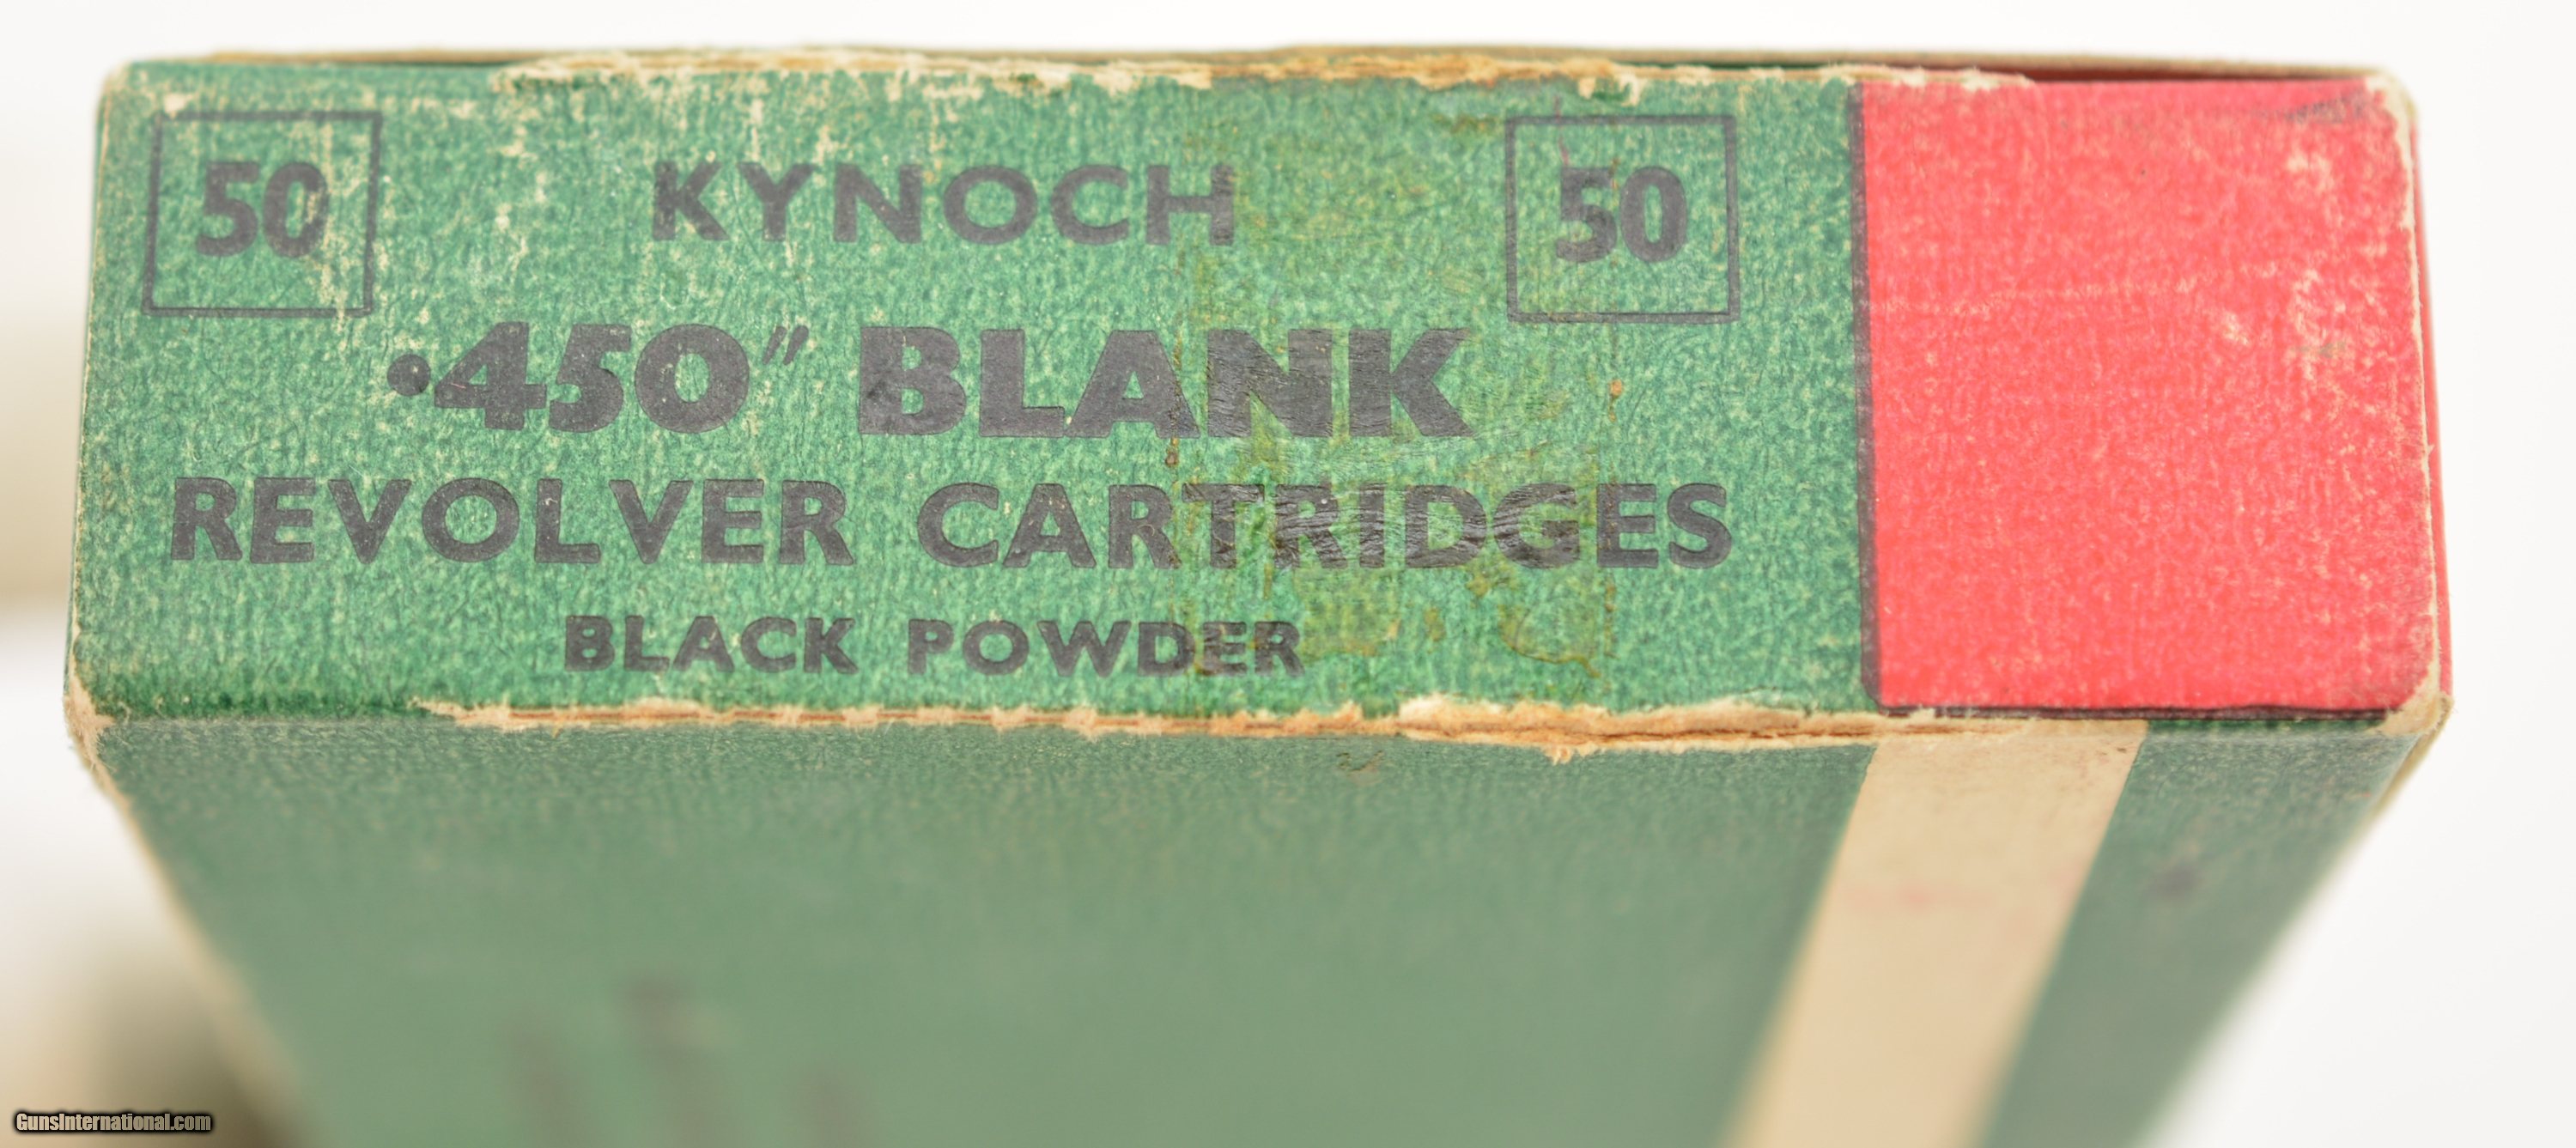 50 KYNOCH 50
.450" BLANK
REVOLVER CARTRIDGES
BLACK POWDER
GunsInternational.com